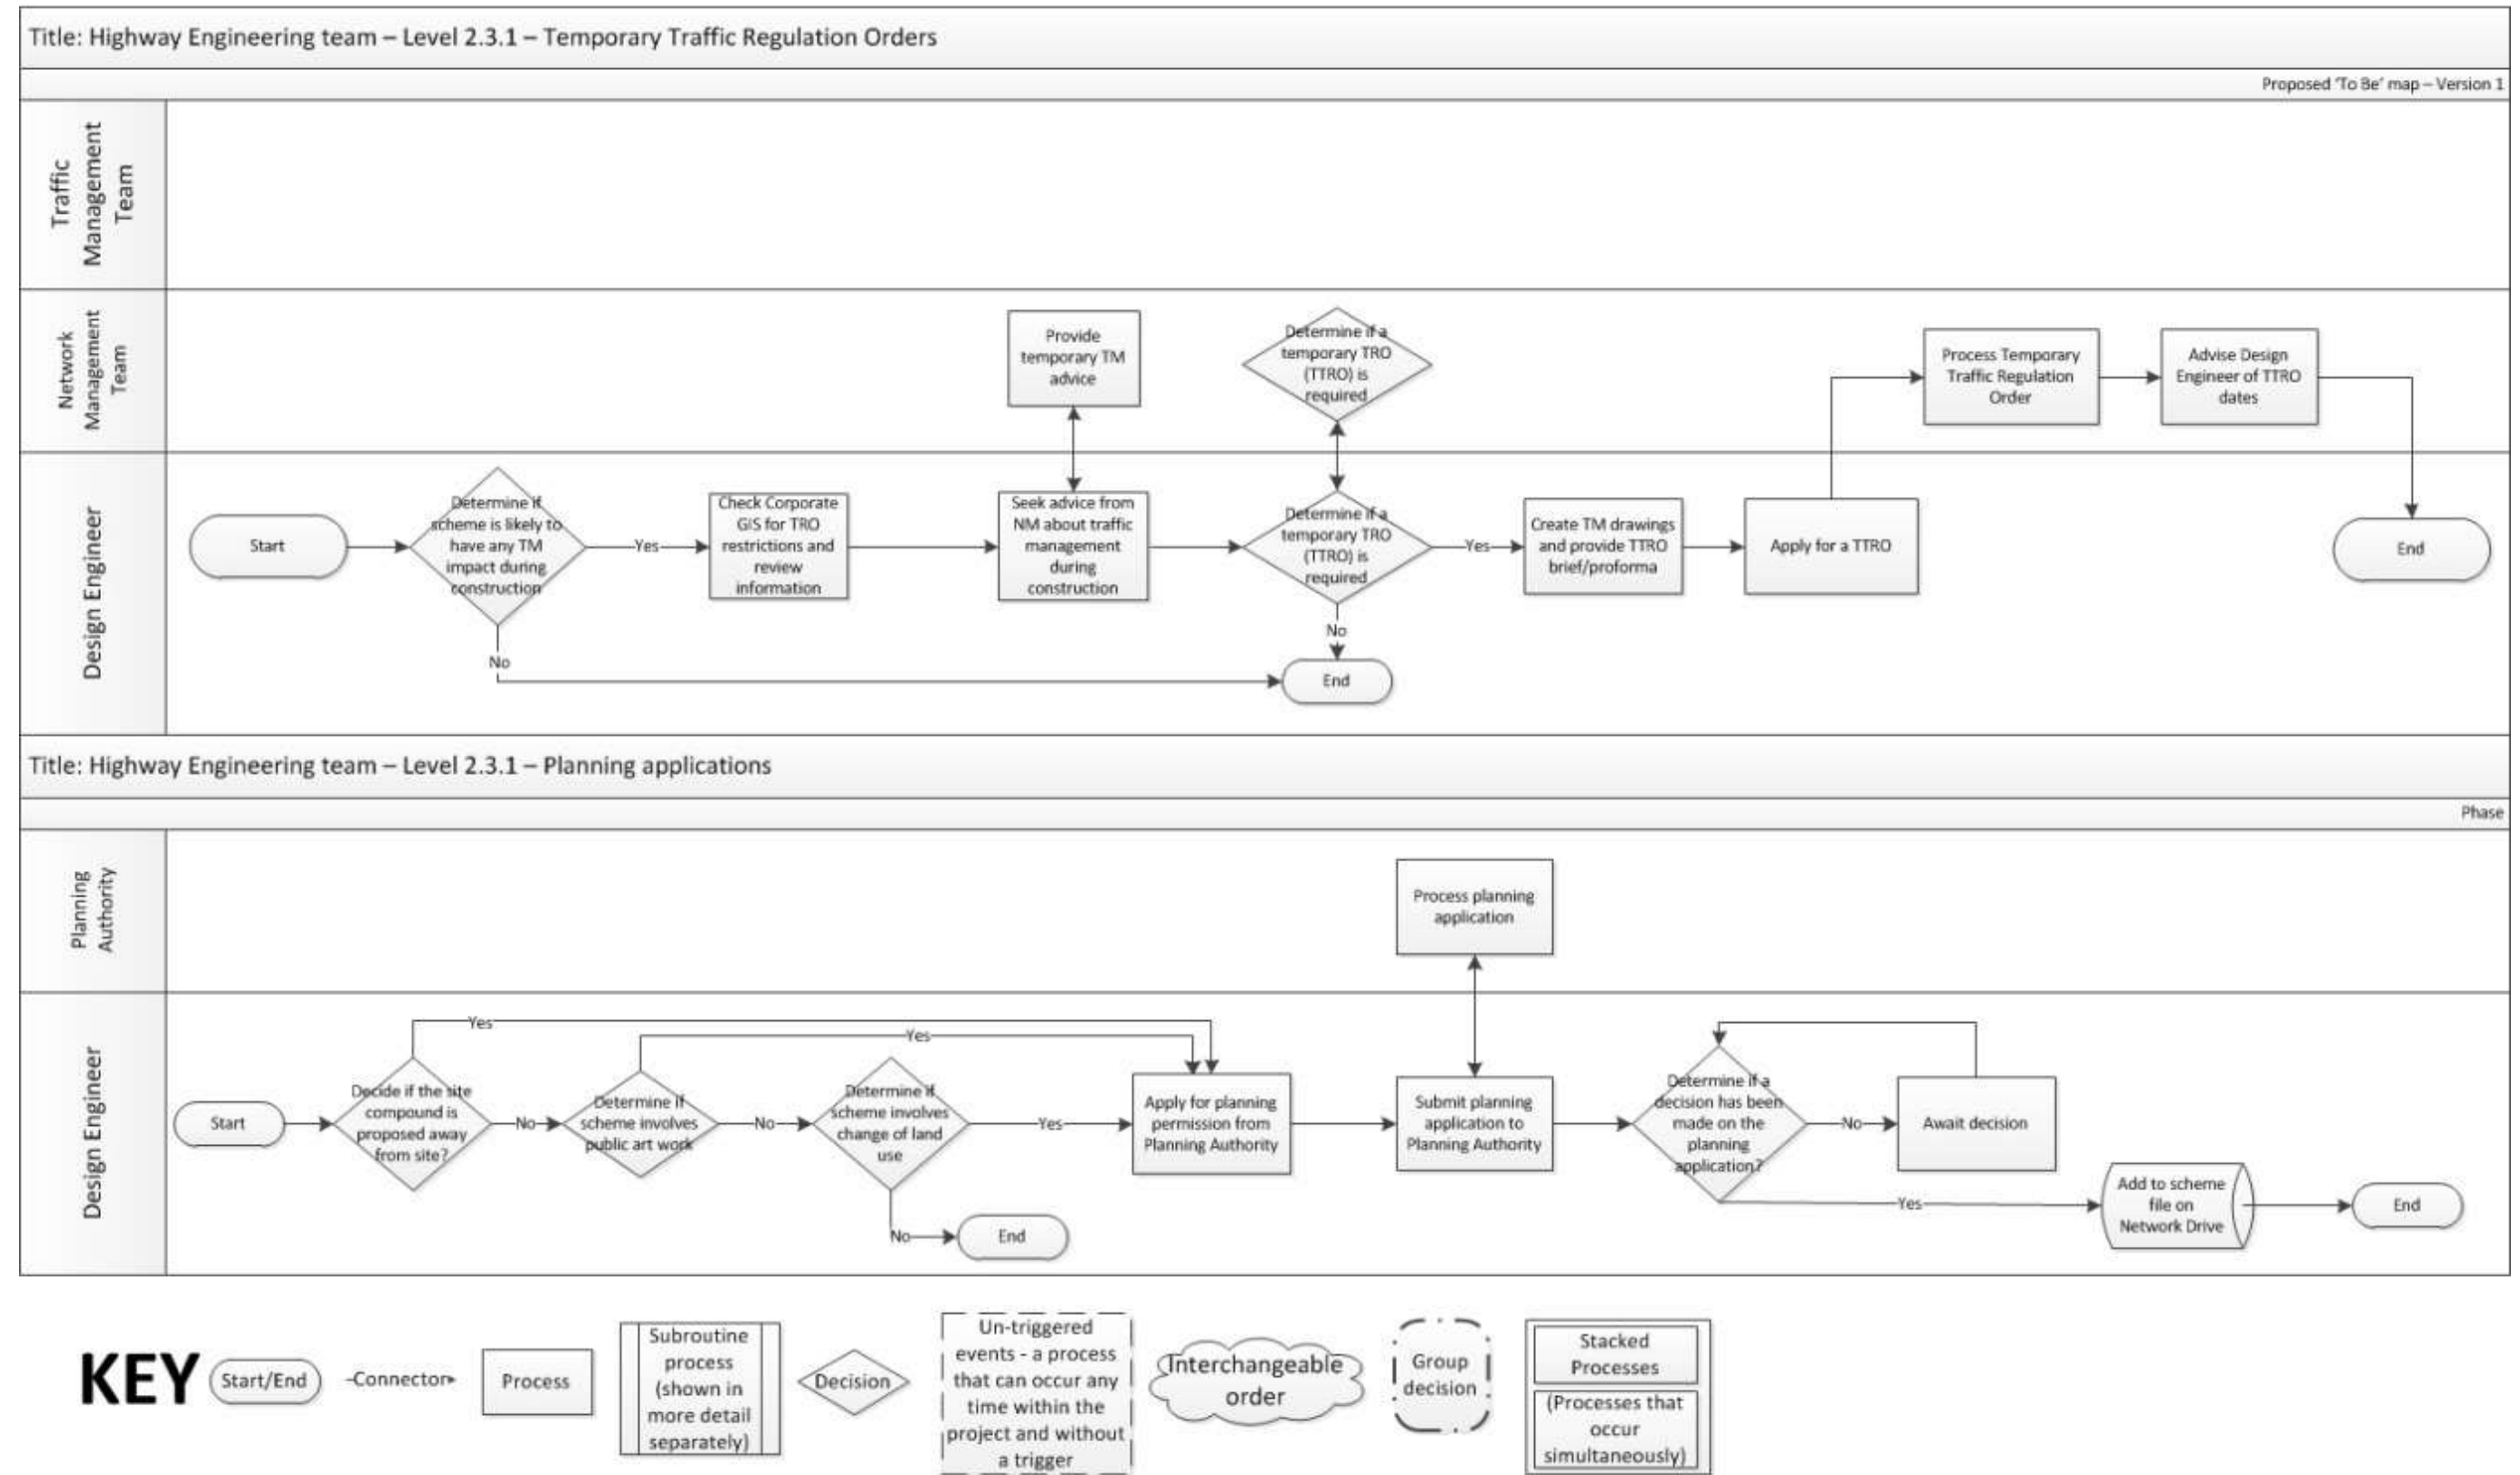 Title: Highway Engineering team – Level 2.3.1 – Temporary Traffic Regulation Orders
Proposed 'To Be' map – Version 1
Traffic
Management
Team
Network
Management
Team
Provide
temporary TM
advice
Determine if a
temporary TRO
(TTRO) is
required
Process Temporary
Traffic Regulation
Order
Advise Design
Engineer of TTRO
dates
Design Engineer
Start
Determine if
scheme is likely to
have any TM
impact during
construction
Yes
No
Check Corporate
GIS for TRO
restrictions and
review
information
Seek advice from
NM about traffic
management
during
construction
Determine if a
temporary TRO
(TTRO) is
required
Yes
No
End
Create TM drawings
and provide TTRO
brief/proforma
Apply for a TTRO
End
Title: Highway Engineering team – Level 2.3.1 – Planning applications
Phase
Planning
Authority
Process planning
application
Design Engineer
Start
Decide if the site
compound is
proposed away
from site?
Yes
No
Determine if
scheme involves
public art work
Yes
No
Determine if
scheme involves
change of land
use
Yes
No
End
Apply for planning
permission from
Planning Authority
Submit planning
application to
Planning Authority
Determine if a
decision has been
made on the
planning
application?
No
Await decision
Yes
Add to scheme
file on
Network Drive
End
KEY
Start/End
Connector
Process
Subroutine
process
(shown in
more detail
separately)
Decision
Un-triggered
events - a process
that can occur any
time within the
project and without
a trigger
Interchangeable
order
Group
decision
Stacked
Processes
(Processes that
occur
simultaneously)